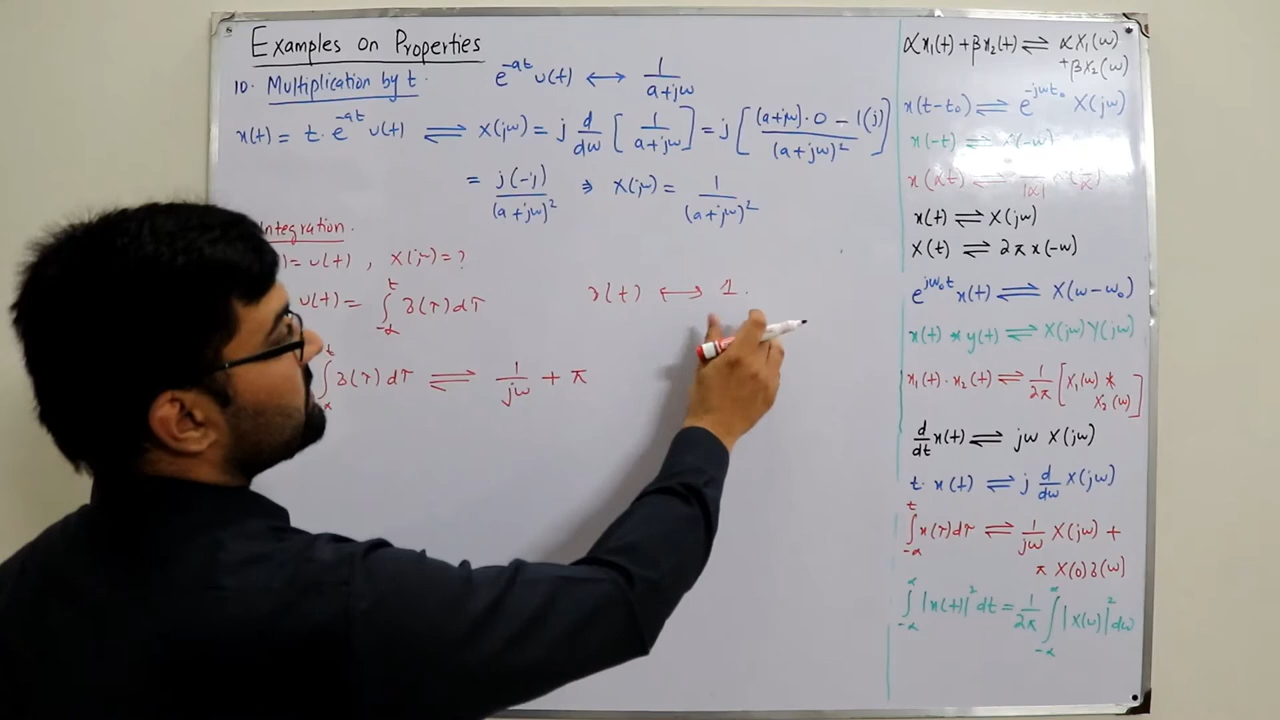 Examples on Properties
10. Multiplication by t.
e^{-at} u(t) ↔ 1/(a+jω)
x(t) = t. e^{-at} u(t) ⇌ X(jω) = j d/dω [ 1/(a+jω) ] = j [ ((a+jω)·0 − 1(j))/(a+jω)² ]
= j(-j)/(a+jω)² ⇒ X(jω) = 1/(a+jω)²
Integration.
) = u(t) , X(jω) = ?
u(t) = ∫_{-∞}^{t} δ(τ) dτ
δ(t) ↔ 1.
∫_{-∞}^{t} δ(τ) dτ ⇌ 1/jω + π
αx₁(t) + βx₂(t) ⇌ αX₁(ω)
+βX₂(ω)
x(t-t₀) ⇌ e^{-jωt₀} X(jω)
x(-t) ⇌ X(-ω)
x(αt) ⇌ /|α|
x(t) ⇌ X(jω)
X(t) ⇌ 2π x(-ω)
e^{jω₀t} x(t) ⇌ X(ω-ω₀)
x(t) * y(t) ⇌ X(jω) Y(jω)
x₁(t). x₂(t) ⇌ 1/2π [ X₁(ω) *
X₂(ω) ]
d/dt x(t) ⇌ jω X(jω)
t. x(t) ⇌ j d/dω X(jω)
∫_{-∞}^{t} x(τ) dτ ⇌ 1/jω X(jω) +
π X(0) δ(ω)
∫_{-∞}^{∞} |x(t)|² dt = 1/2π ∫_{-∞}^{∞} |X(ω)|² dω